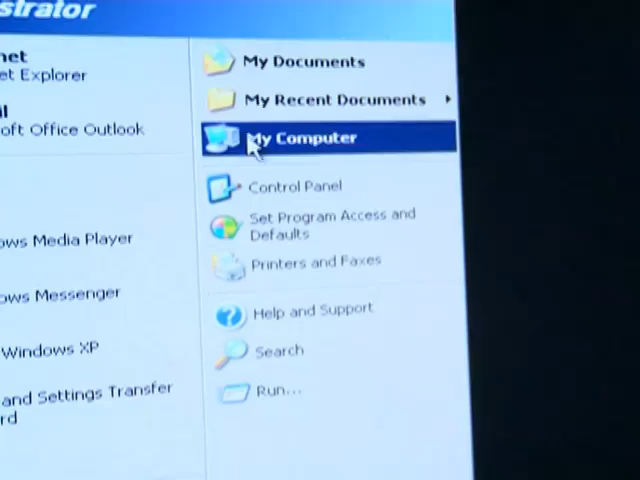 strator
net
et Explorer
il
oft Office Outlook
ows Media Player
ows Messenger
Windows XP
and Settings Transfer
rd
My Documents
My Recent Documents
My Computer
Control Panel
Set Program Access and
Defaults
Printers and Faxes
Help and Support
Search
Run...